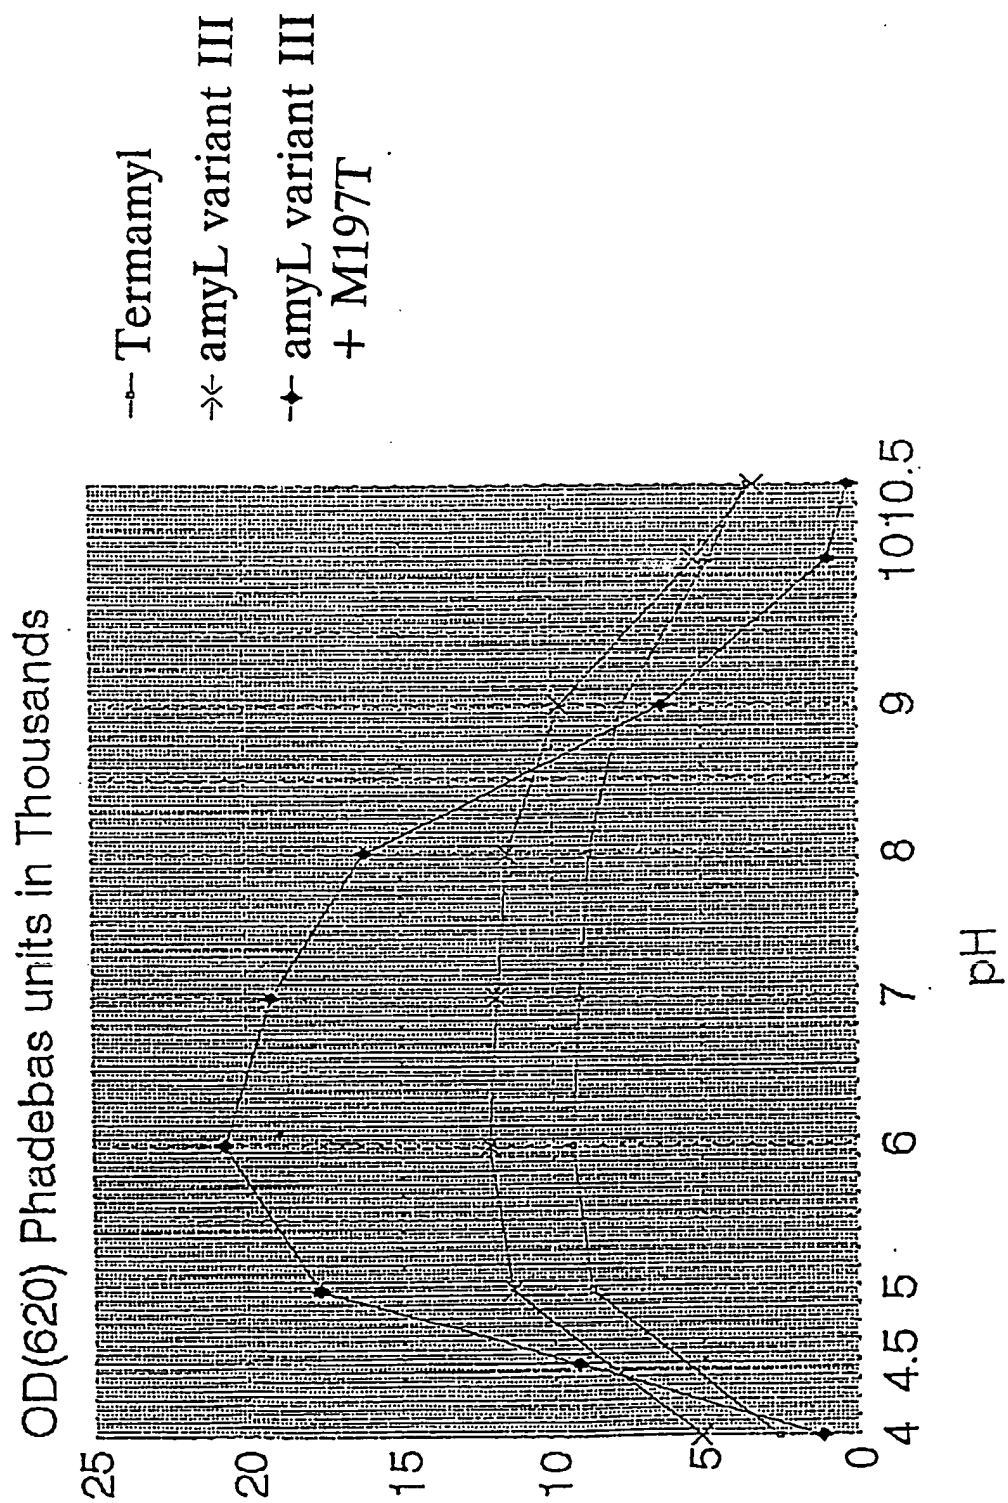 OD(620) Phadebas units in Thousands
25
20
15
10
5
0
4 4.5 5 6 7 8 9 10 10.5
pH
Termamyl
amyL variant III
amyL variant III
+ M197T